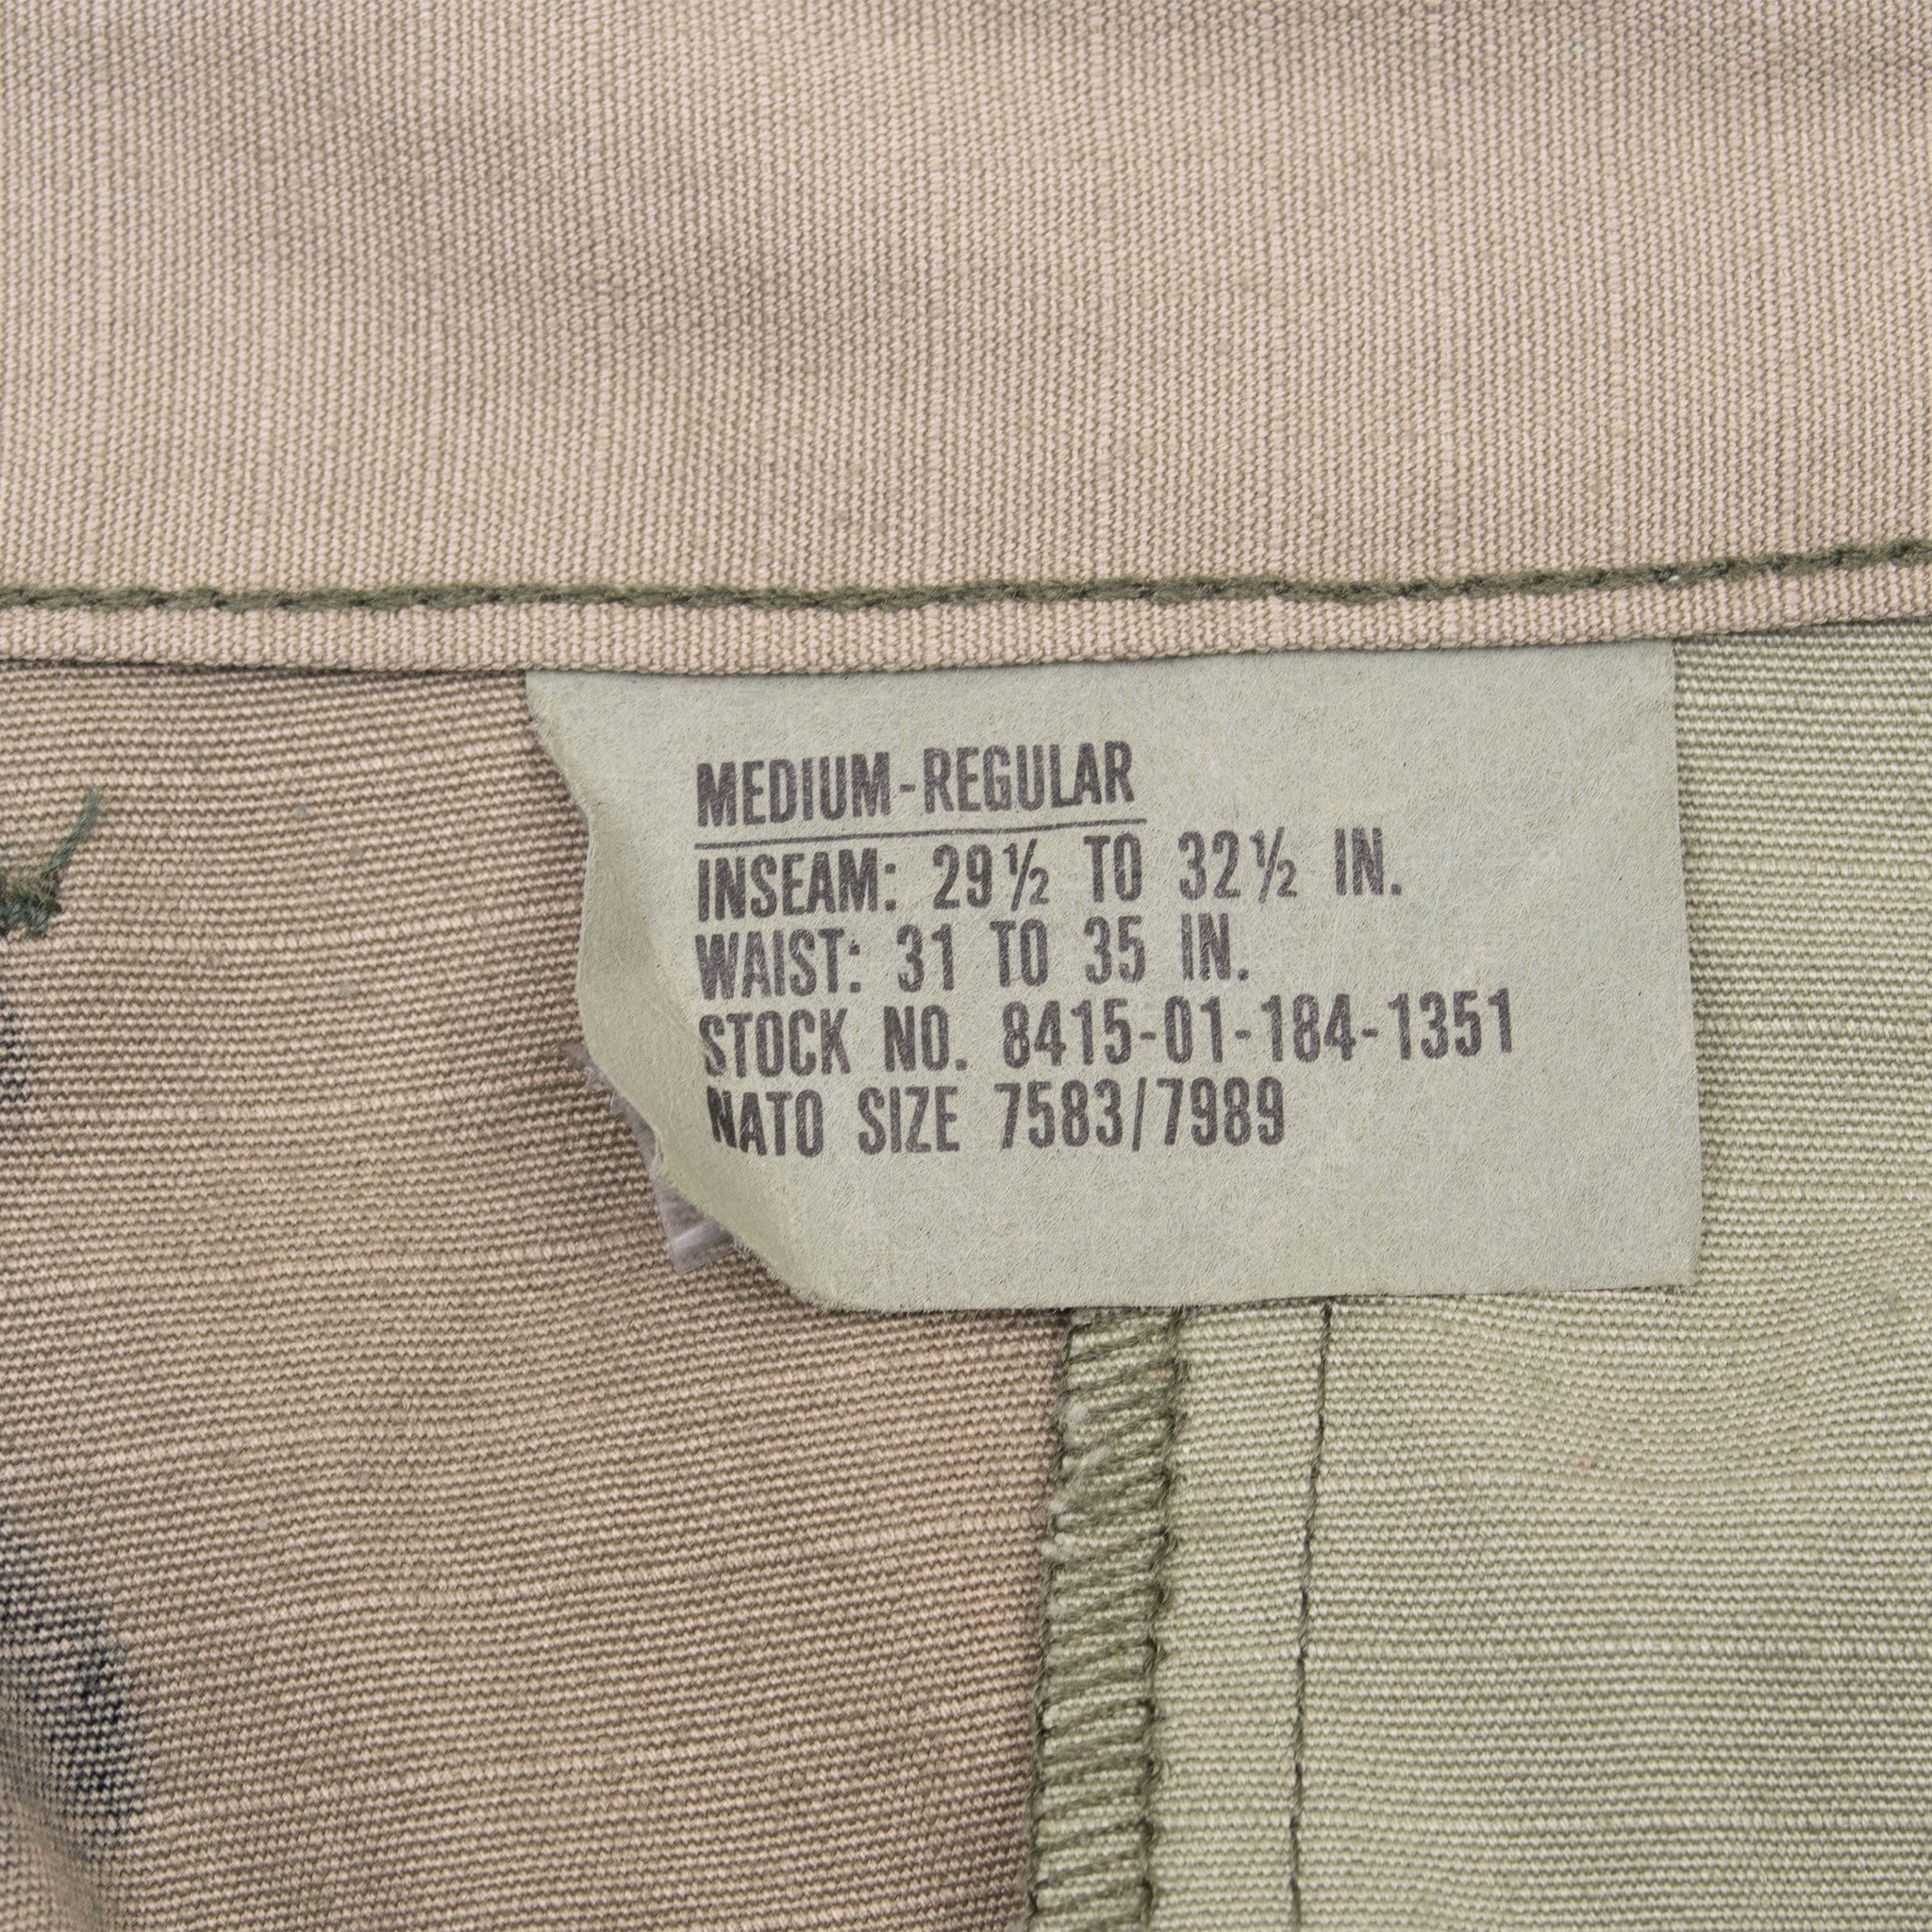 MEDIUM-REGULAR
INSEAM: 29½ TO 32½ IN.
WAIST: 31 TO 35 IN.
STOCK NO. 8415-01-184-1351
NATO SIZE 7583/7989